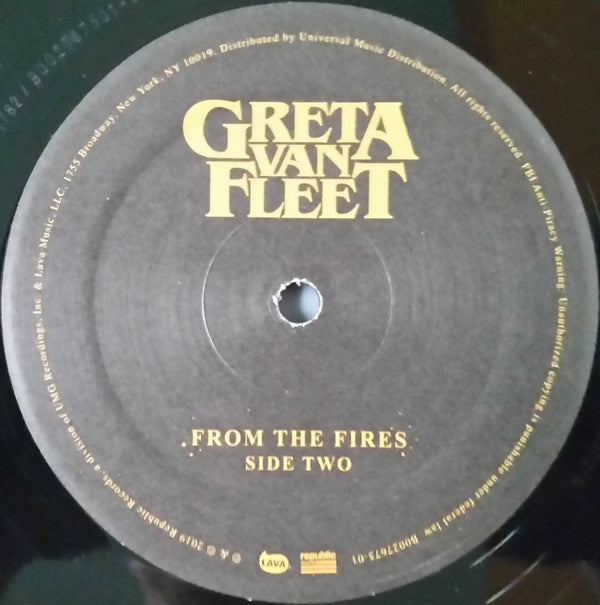 GRETA
VAN
FLEET
FROM THE FIRES
SIDE TWO
LAVA
republic
℗ & © 2019 Republic Records, a division of UMG Recordings, Inc. & Lava Music, LLC. 1755 Broadway, New York, NY 10019. Distributed by Universal Music Distribution. All rights reserved. FBI Anti-Piracy Warning: Unauthorized copying is punishable under federal law. B0027675-01